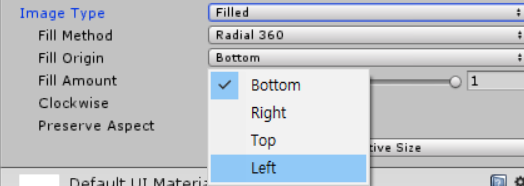 Image Type Filled
Fill Method Radial 360
Fill Origin Bottom
Fill Amount 1
Bottom
Clockwise
Right
Preserve Aspect
Top
tive Size
Left
Default UI Materia